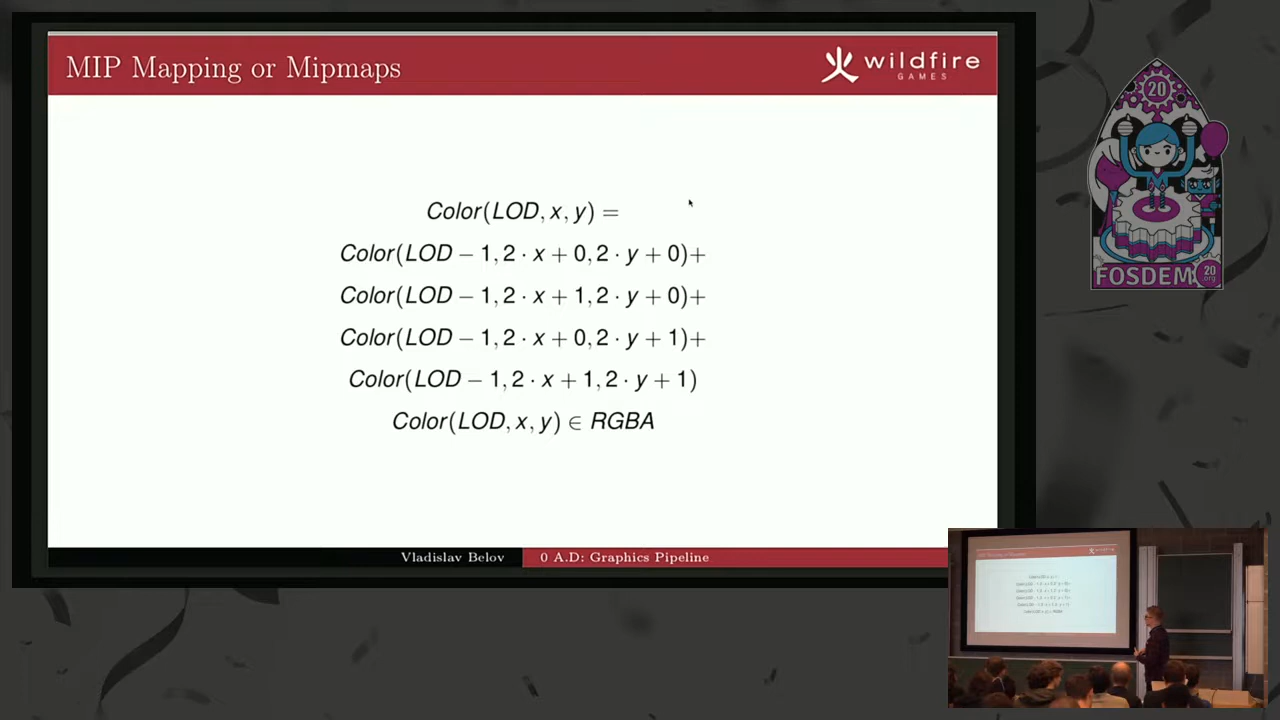 MIP Mapping or Mipmaps
wildfire
GAMES
Color(LOD, x, y) =
Color(LOD − 1, 2 · x + 0, 2 · y + 0)+
Color(LOD − 1, 2 · x + 1, 2 · y + 0)+
Color(LOD − 1, 2 · x + 0, 2 · y + 1)+
Color(LOD − 1, 2 · x + 1, 2 · y + 1)
Color(LOD, x, y) ∈ RGBA
Vladislav Belov
0 A.D: Graphics Pipeline
20
FOSDEM
20
.org